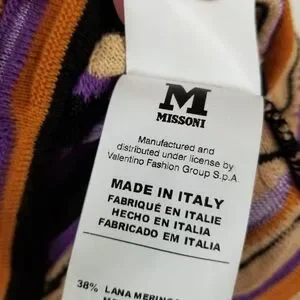 M
MISSONI
Manufactured and
distributed under license by
Valentino Fashion Group S.p.A.
MADE IN ITALY
FABRIQUÉ EN ITALIE
HECHO EN ITALIA
FABRICADO EM ITALIA
38% LANA MERINO